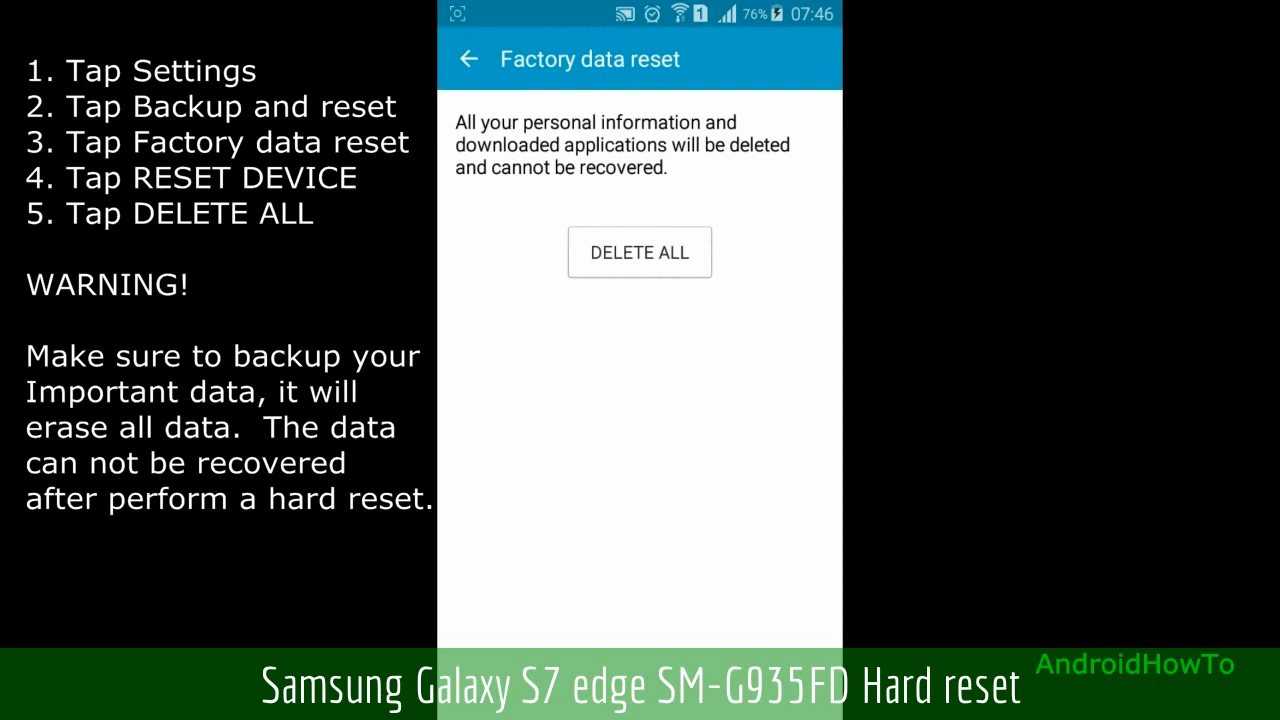 1. Tap Settings
2. Tap Backup and reset
3. Tap Factory data reset
4. Tap RESET DEVICE
5. Tap DELETE ALL
WARNING!
Make sure to backup your
Important data, it will
erase all data.  The data
can not be recovered
after perform a hard reset.
1 76% 07:46
Factory data reset
All your personal information and
downloaded applications will be deleted
and cannot be recovered.
DELETE ALL
AndroidHowTo
Samsung Galaxy S7 edge SM-G935FD Hard reset